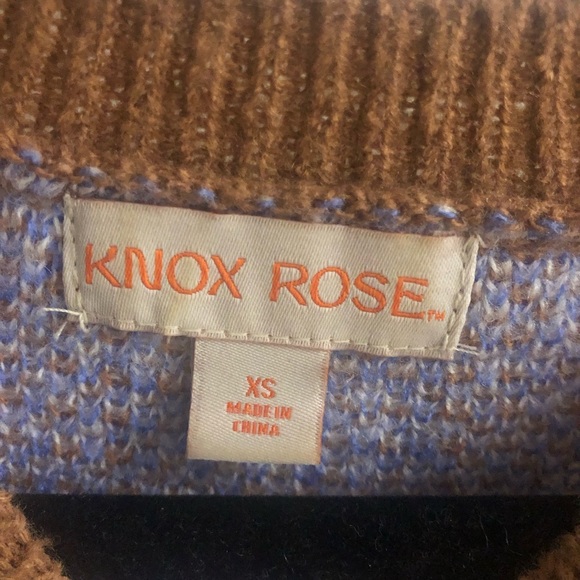 KNOX ROSE™
XS
MADE IN
CHINA